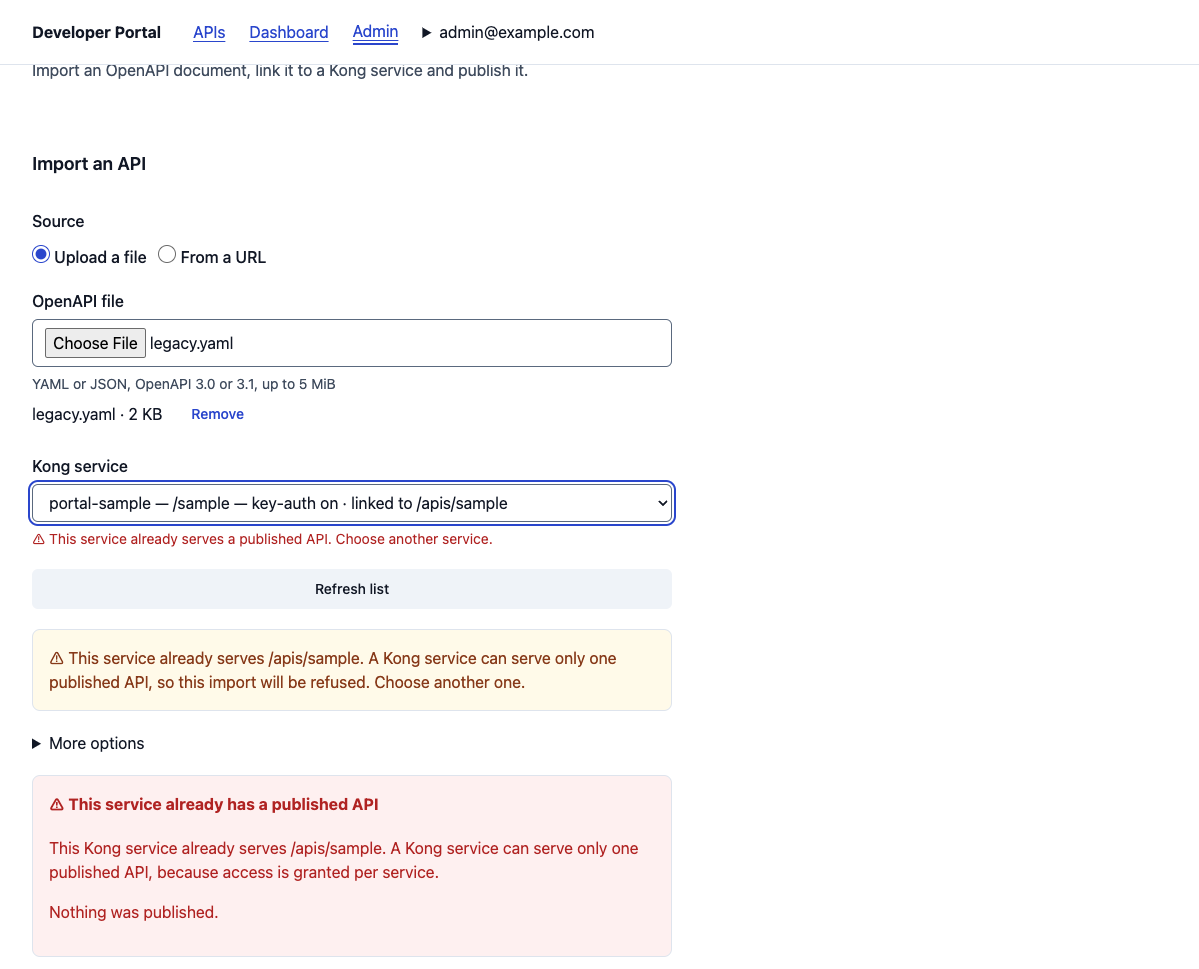 Developer Portal APIs Dashboard Admin ▶ admin@example.com
Import an OpenAPI document, link it to a Kong service and publish it.
Import an API
Source
Upload a file From a URL
OpenAPI file
Choose File legacy.yaml
YAML or JSON, OpenAPI 3.0 or 3.1, up to 5 MiB
legacy.yaml · 2 KB Remove
Kong service
portal-sample — /sample — key-auth on · linked to /apis/sample
⚠ This service already serves a published API. Choose another service.
Refresh list
⚠ This service already serves /apis/sample. A Kong service can serve only one
published API, so this import will be refused. Choose another one.
▶ More options
⚠ This service already has a published API
This Kong service already serves /apis/sample. A Kong service can serve only one
published API, because access is granted per service.
Nothing was published.